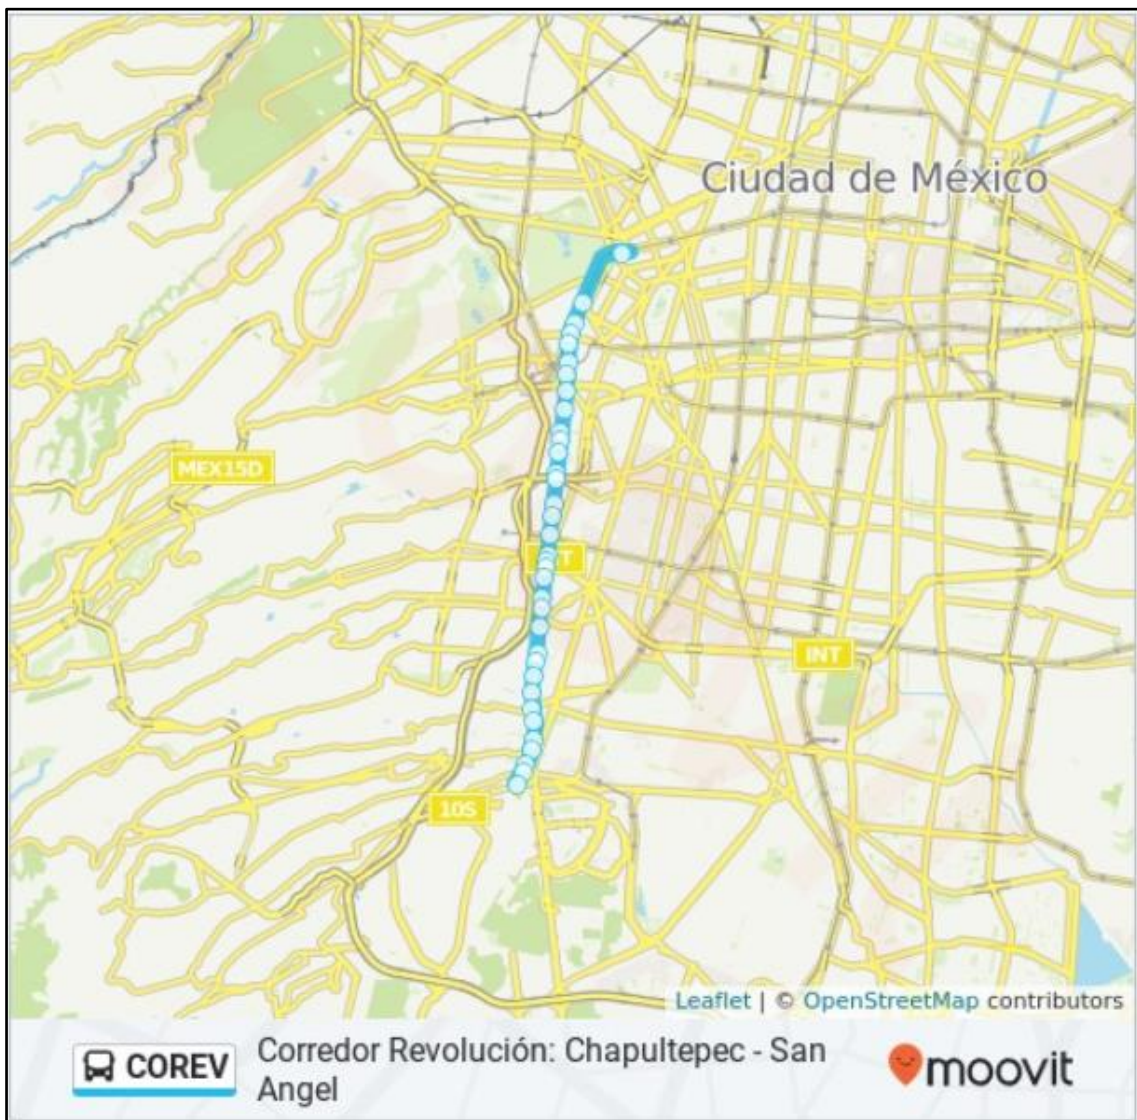 Ciudad de México
MEX15D
INT
10S
Leaflet | © OpenStreetMap contributors
COREV
Corredor Revolución: Chapultepec - San
Angel
moovit